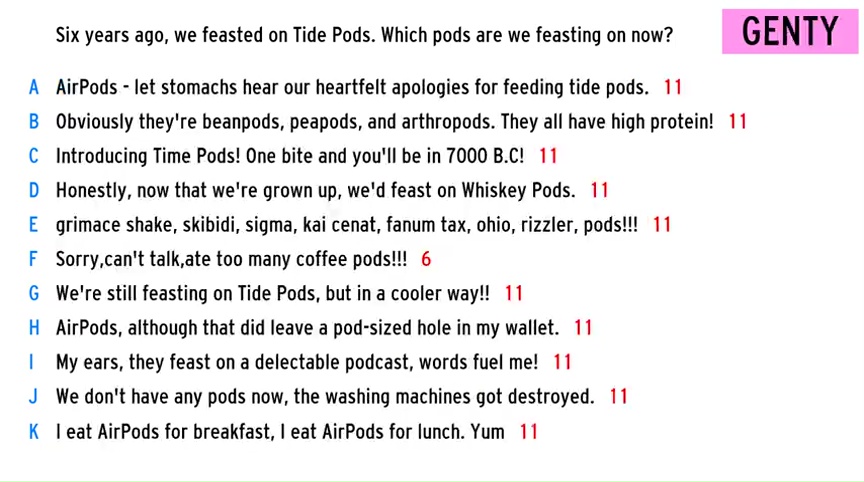 Six years ago, we feasted on Tide Pods. Which pods are we feasting on now?
GENTY
A AirPods - let stomachs hear our heartfelt apologies for feeding tide pods. 11
B Obviously they're beanpods, peapods, and arthropods. They all have high protein! 11
C Introducing Time Pods! One bite and you'll be in 7000 B.C! 11
D Honestly, now that we're grown up, we'd feast on Whiskey Pods. 11
E grimace shake, skibidi, sigma, kai cenat, fanum tax, ohio, rizzler, pods!!! 11
F Sorry,can't talk,ate too many coffee pods!!! 6
G We're still feasting on Tide Pods, but in a cooler way!! 11
H AirPods, although that did leave a pod-sized hole in my wallet. 11
I My ears, they feast on a delectable podcast, words fuel me! 11
J We don't have any pods now, the washing machines got destroyed. 11
K I eat AirPods for breakfast, I eat AirPods for lunch. Yum 11